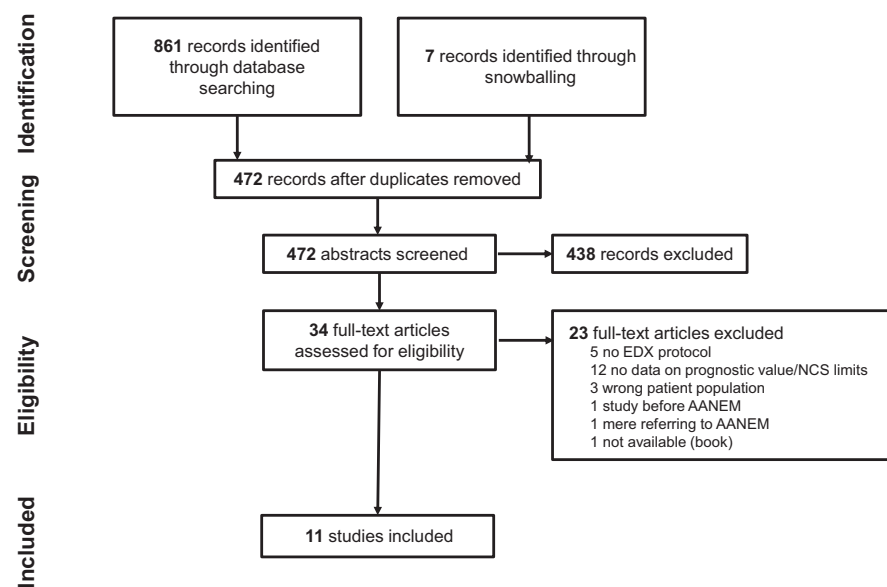 Identification
861 records identified
through database
searching
7 records identified through
snowballing
472 records after duplicates removed
Screening
472 abstracts screened
438 records excluded
Eligibility
34 full-text articles
assessed for eligibility
23 full-text articles excluded
5 no EDX protocol
12 no data on prognostic value/NCS limits
3 wrong patient population
1 study before AANEM
1 mere referring to AANEM
1 not available (book)
Included
11 studies included